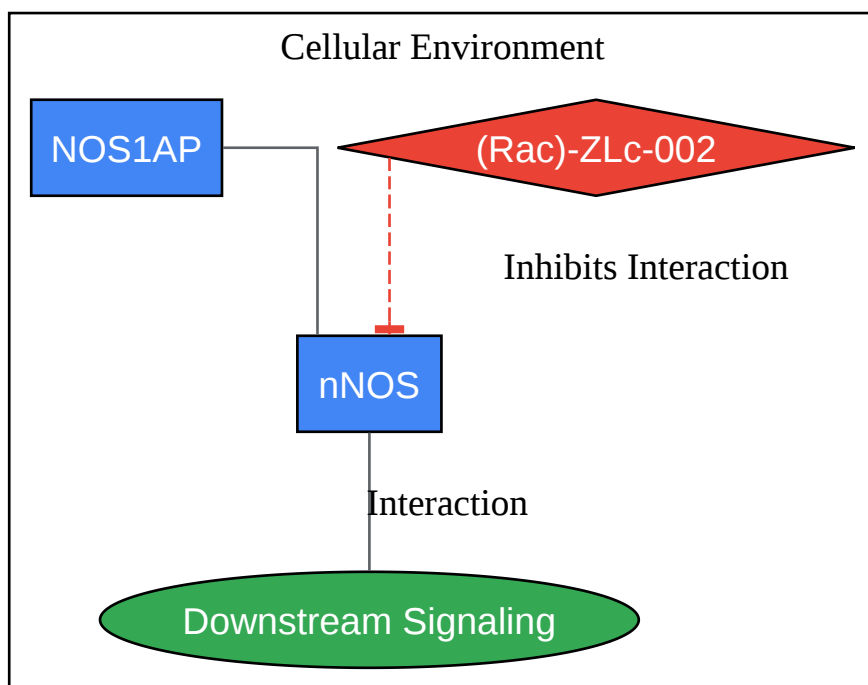 Cellular Environment
NOS1AP
(Rac)-ZLc-002
Inhibits Interaction
nNOS
Interaction
Downstream Signaling